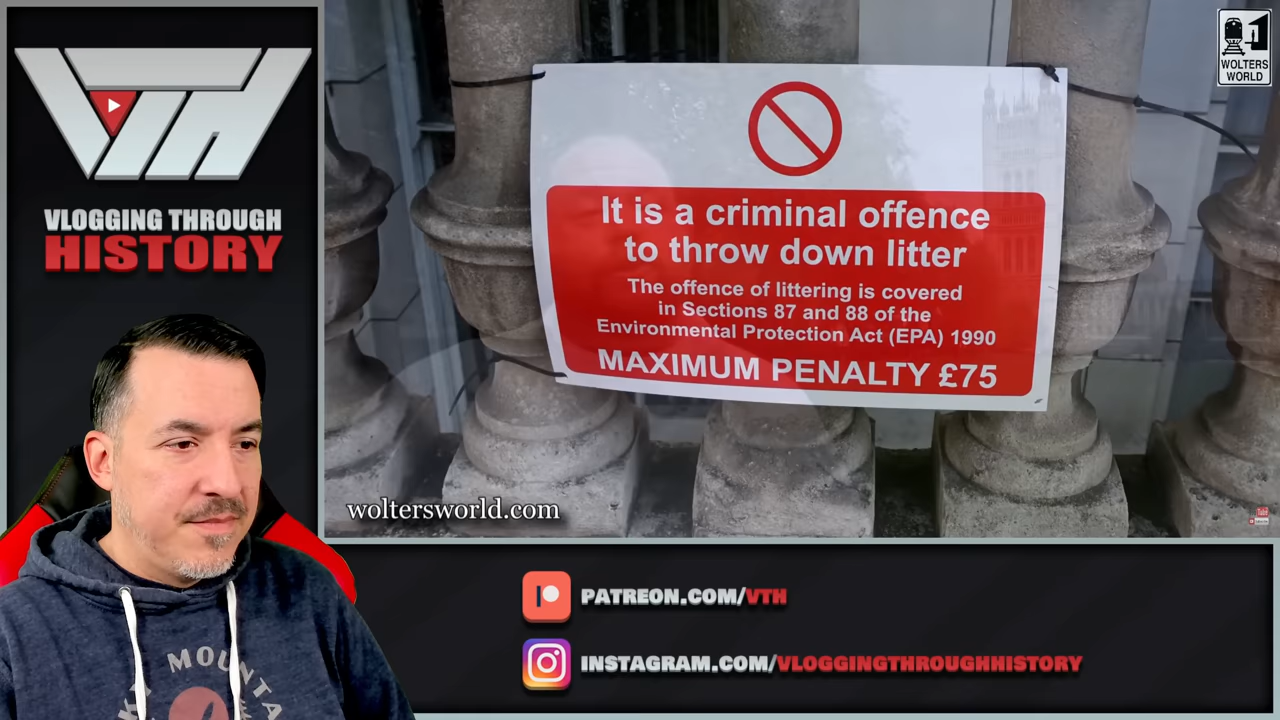 VTH
VLOGGING THROUGH
HISTORY
WOLTERS
WORLD
It is a criminal offence
to throw down litter
The offence of littering is covered
in Sections 87 and 88 of the
Environmental Protection Act (EPA) 1990
MAXIMUM PENALTY £75
woltersworld.com
PATREON.COM/VTH
INSTAGRAM.COM/VLOGGINGTHROUGHHISTORY
MOUNTA